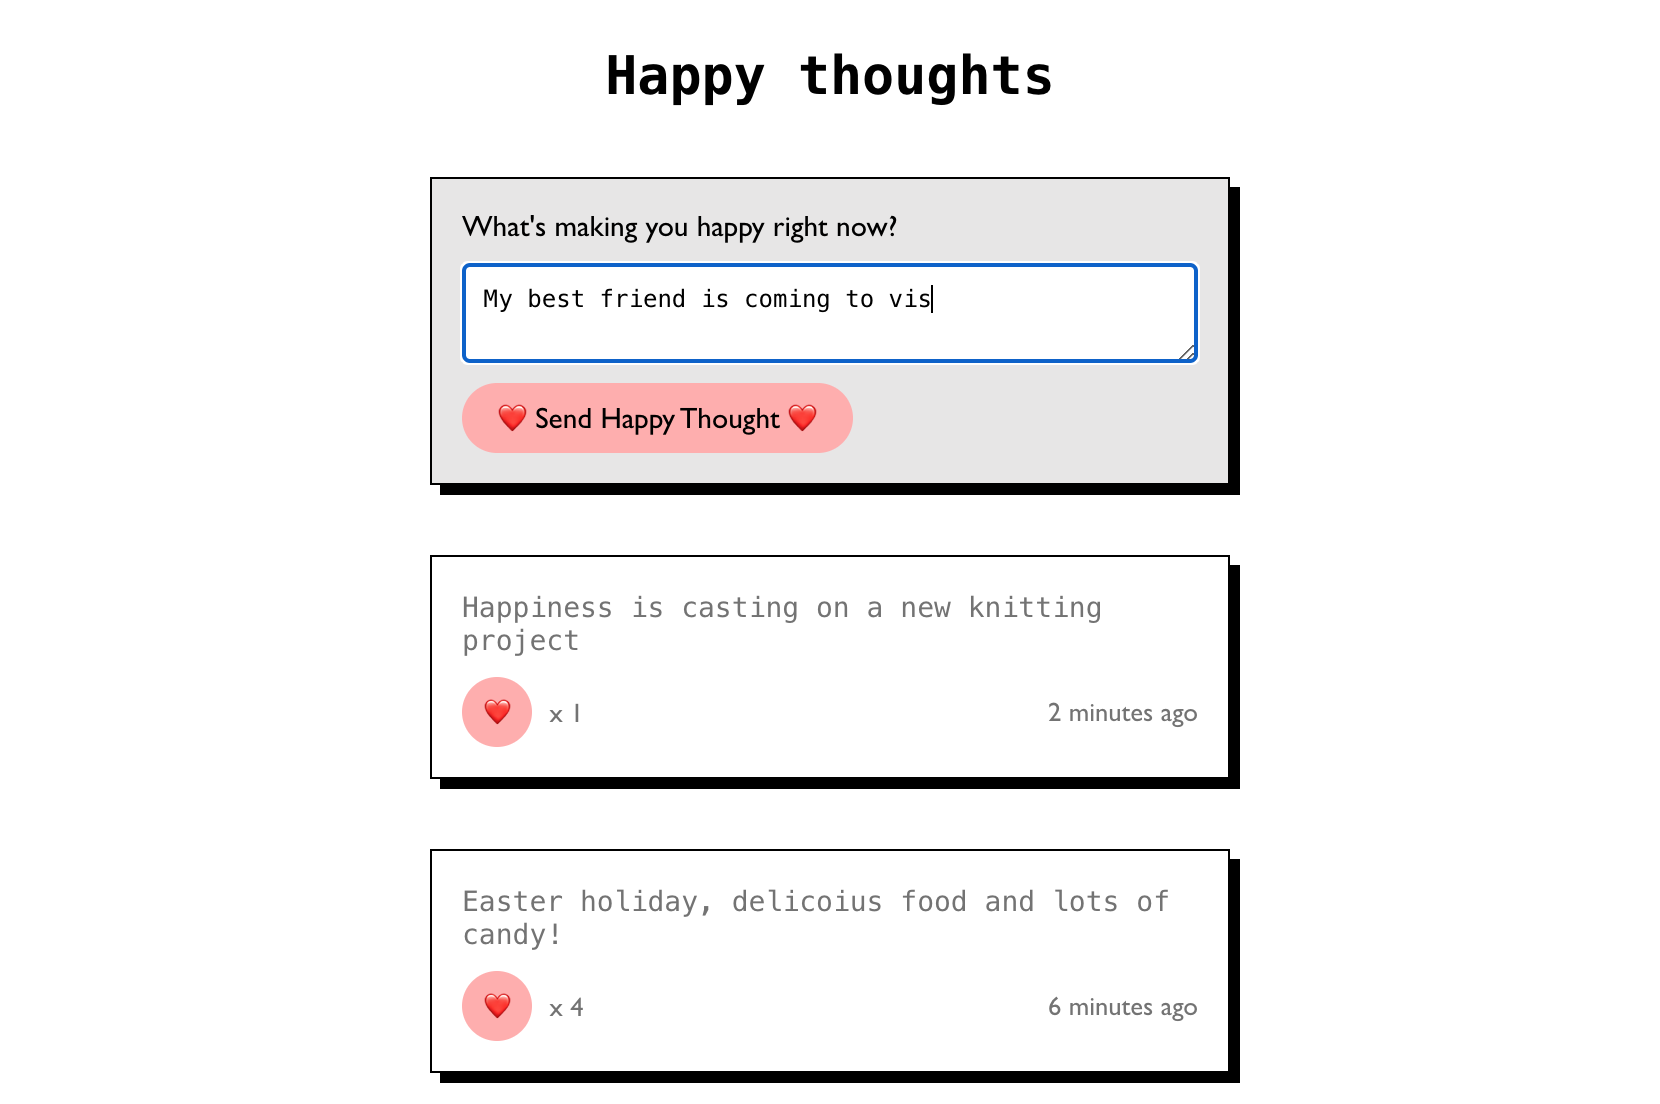 Happy thoughts
What's making you happy right now?
My best friend is coming to vis
❤️ Send Happy Thought ❤️
Happiness is casting on a new knitting
project
❤️ x 1
2 minutes ago
Easter holiday, delicoius food and lots of
candy!
❤️ x 4
6 minutes ago